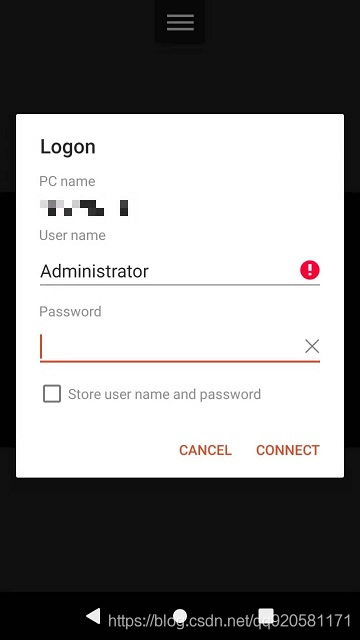 Logon
PC name
User name
Administrator
Password
Store user name and password
CANCEL CONNECT
https://blog.csdn.net/qq920581171